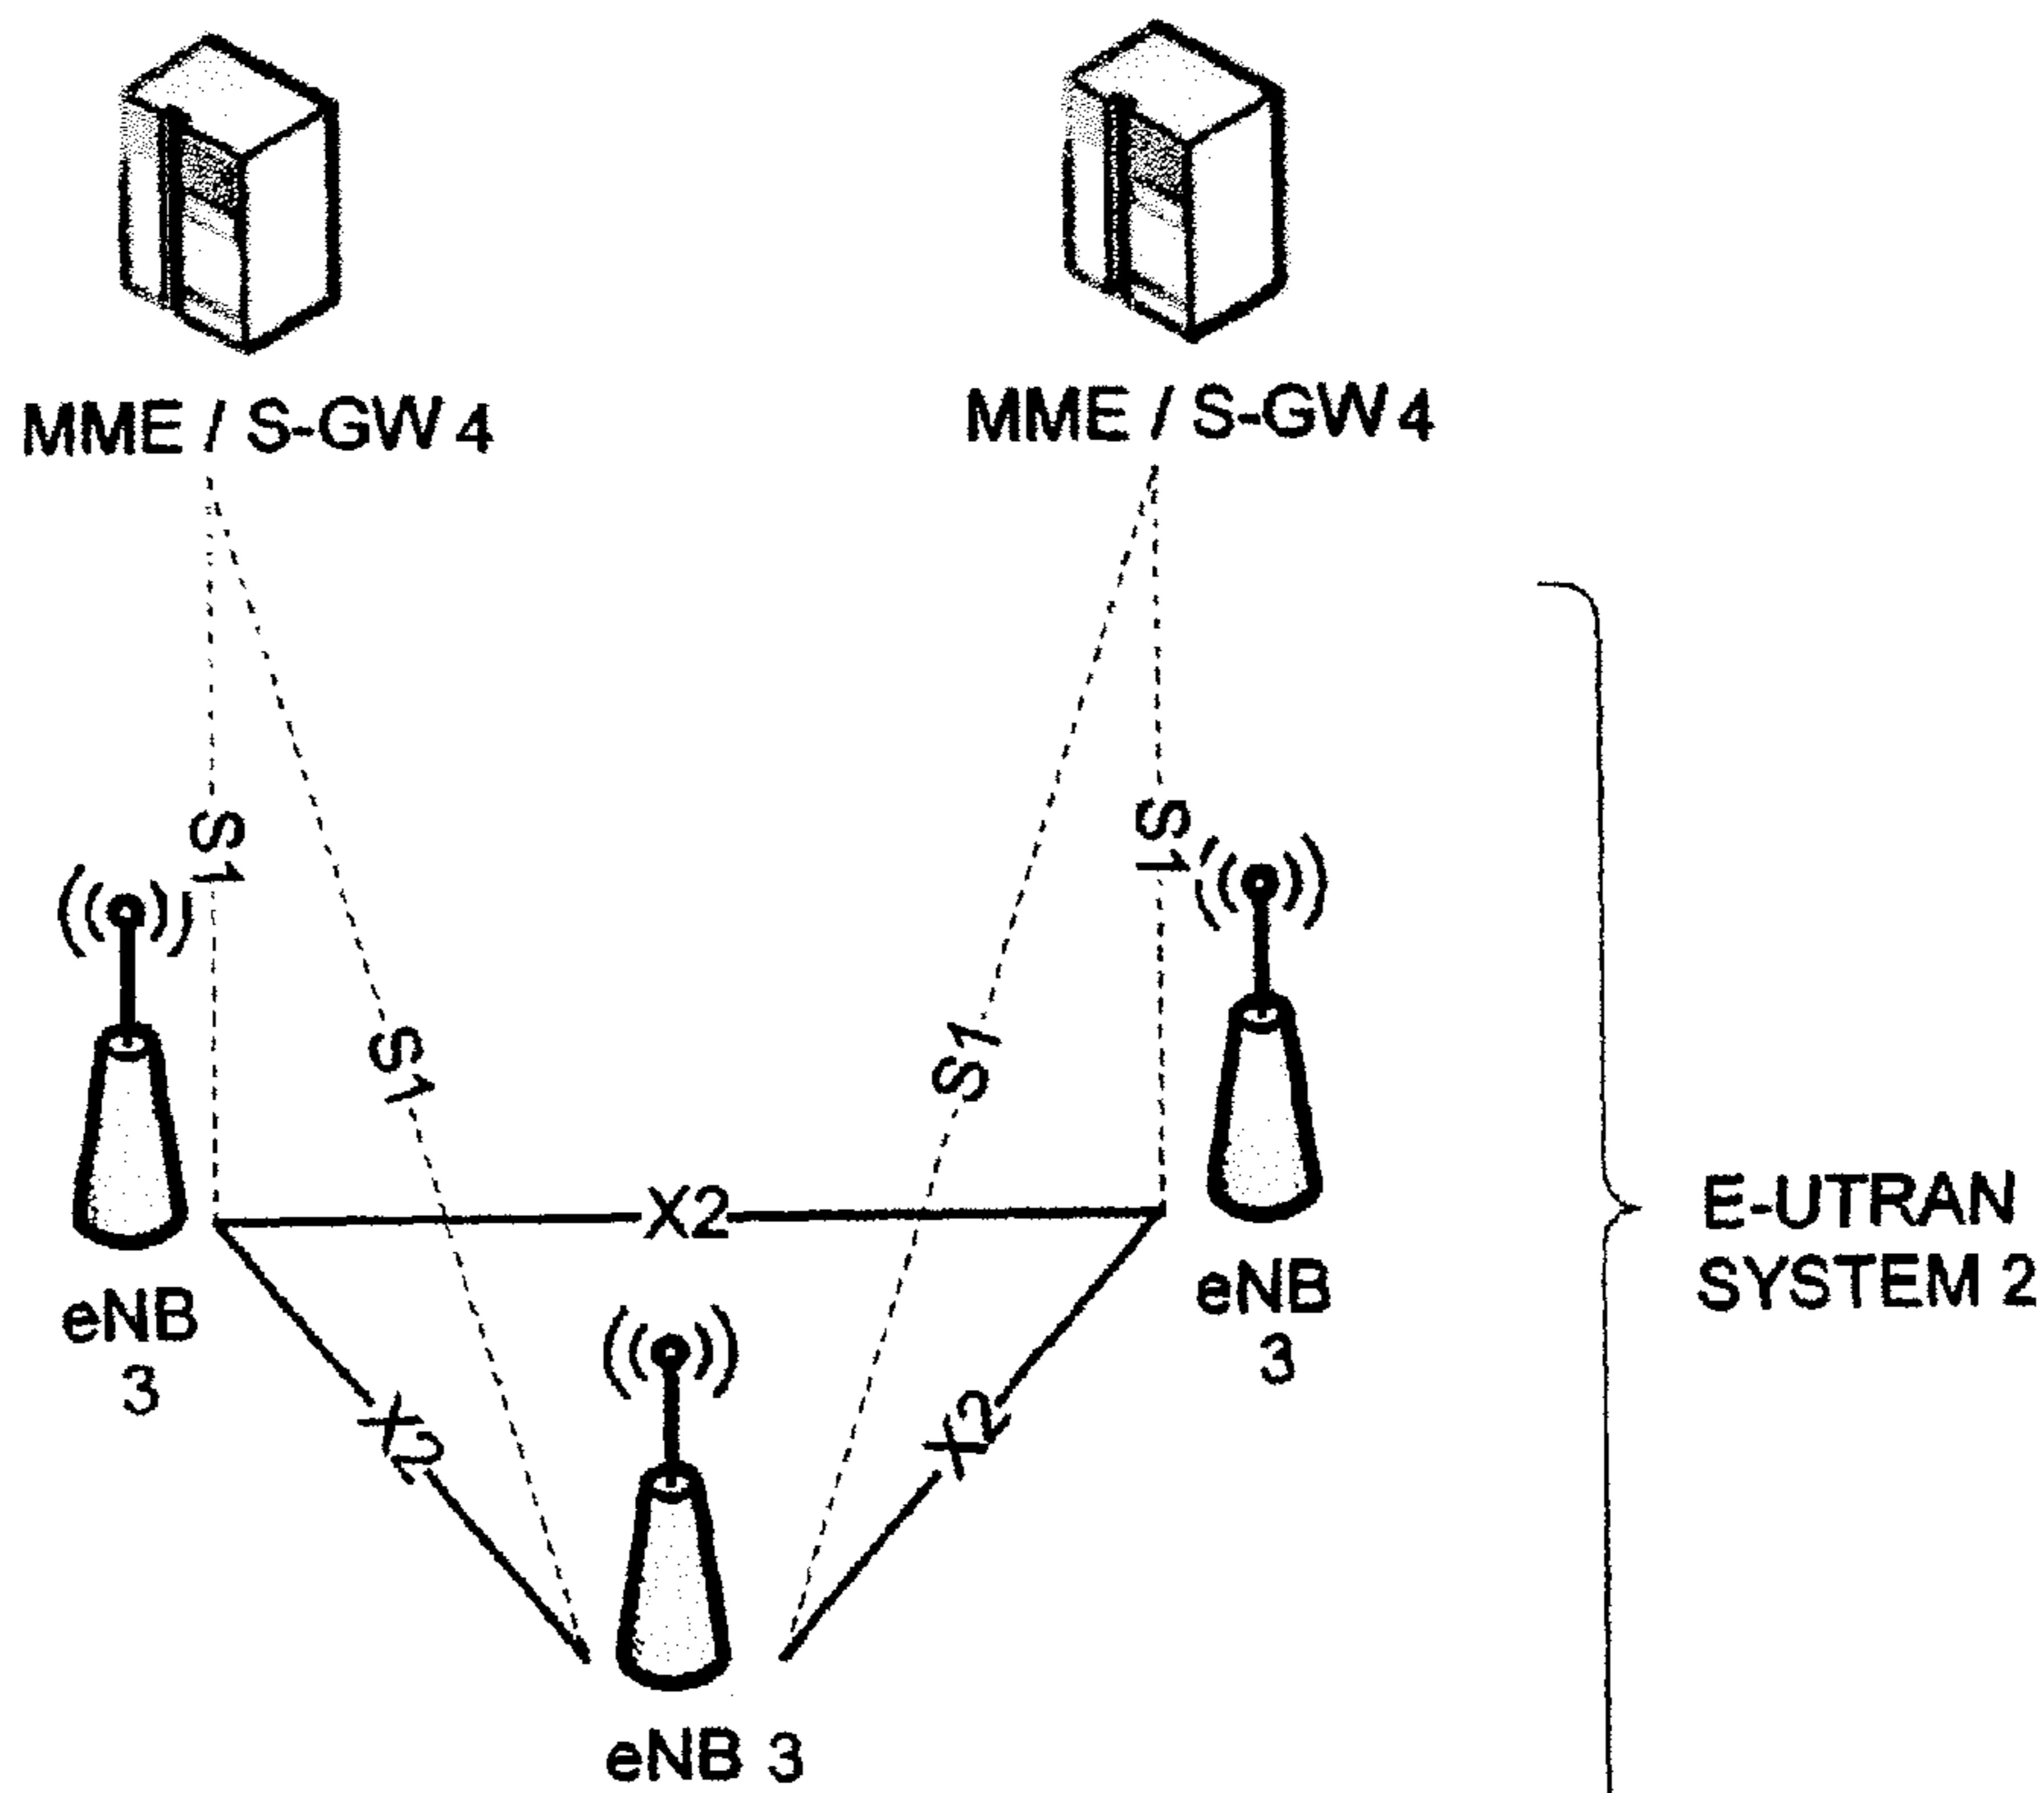 MME / S-GW 4
MME / S-GW 4
S1
S1
S1
S1
X2
E-UTRAN
SYSTEM 2
eNB
3
eNB
3
X2
X2
eNB 3